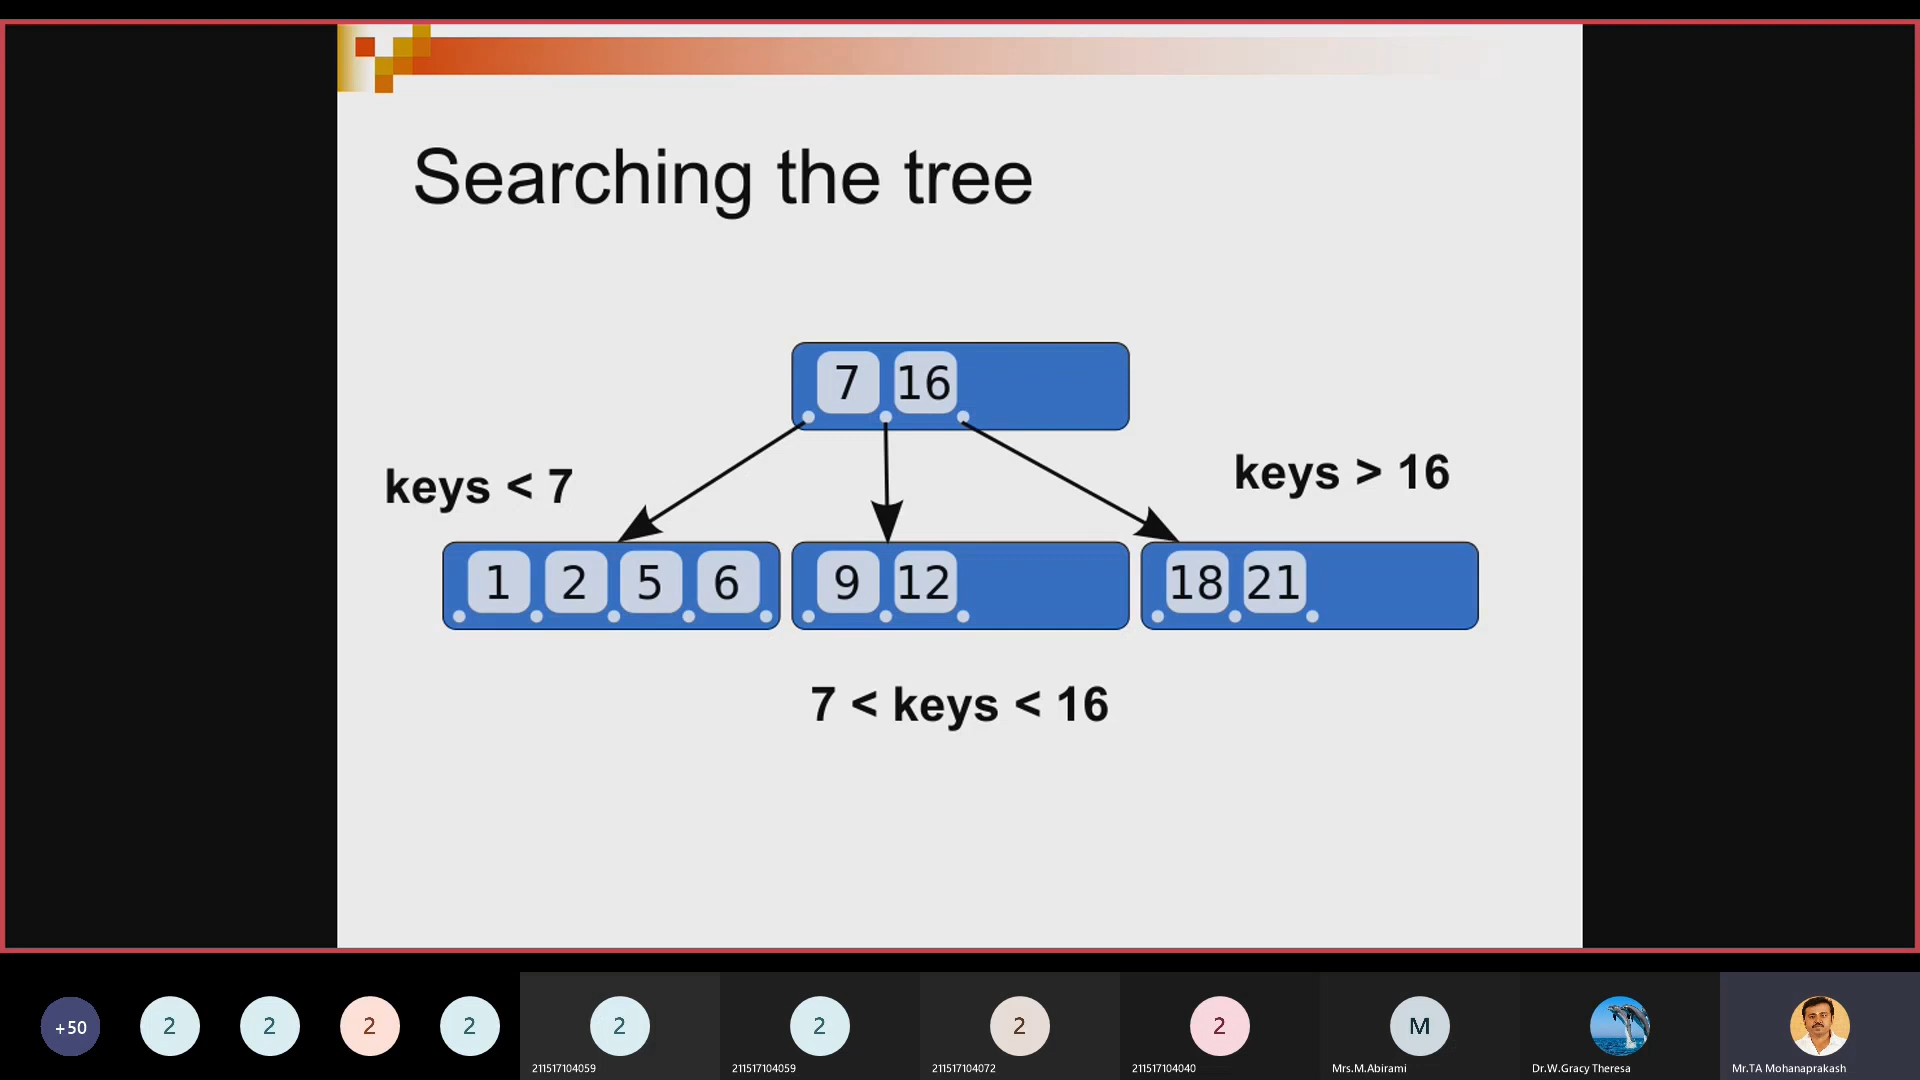 Searching the tree
7 16
keys < 7
keys > 16
1 2 5 6
9 12
18 21
7 < keys < 16
+50
2
2
2
2
2
2
2
2
M
211517104059
211517104059
211517104072
211517104040
Mrs.M.Abirami
Dr.W.Gracy Theresa
Mr.TA Mohanaprakash